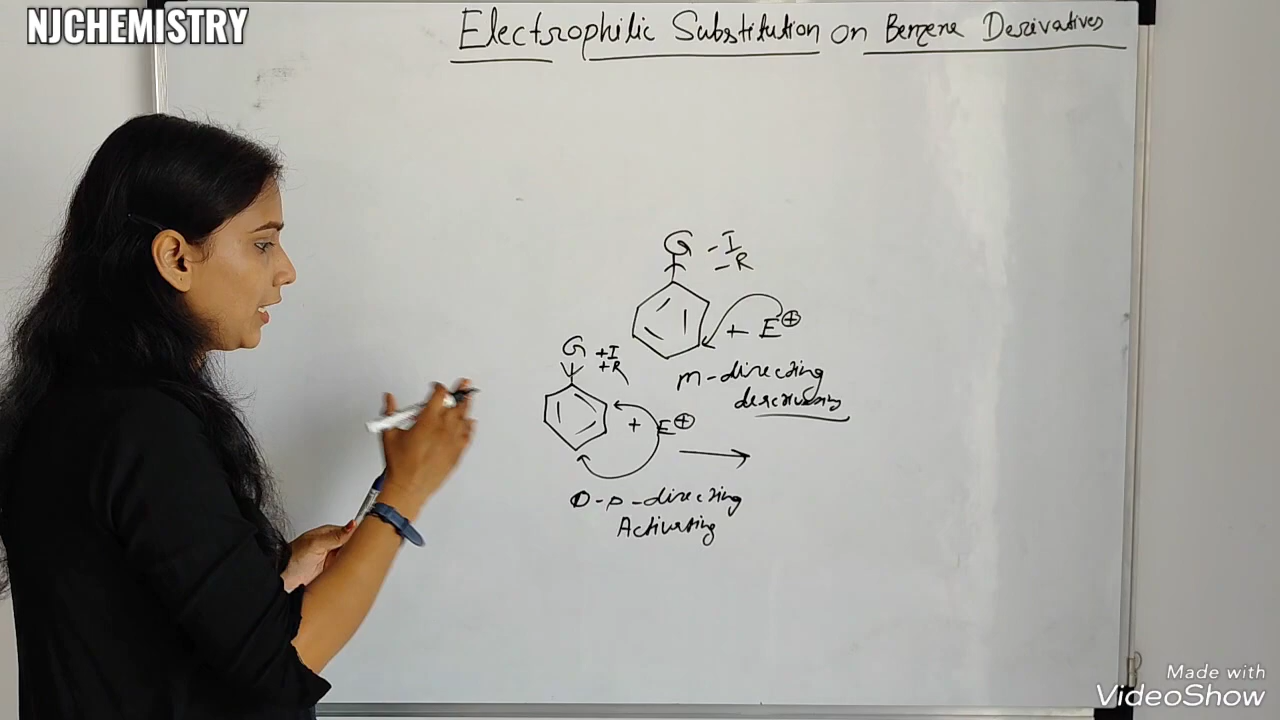 NJCHEMISTRY
Electrophilic Substitution on Benzene Derivatives
G -I
-R
+ E⊕
m-directing
deactivating
G +I
+R
+ E⊕
O-p-directing
Activating
Made with
VideoShow